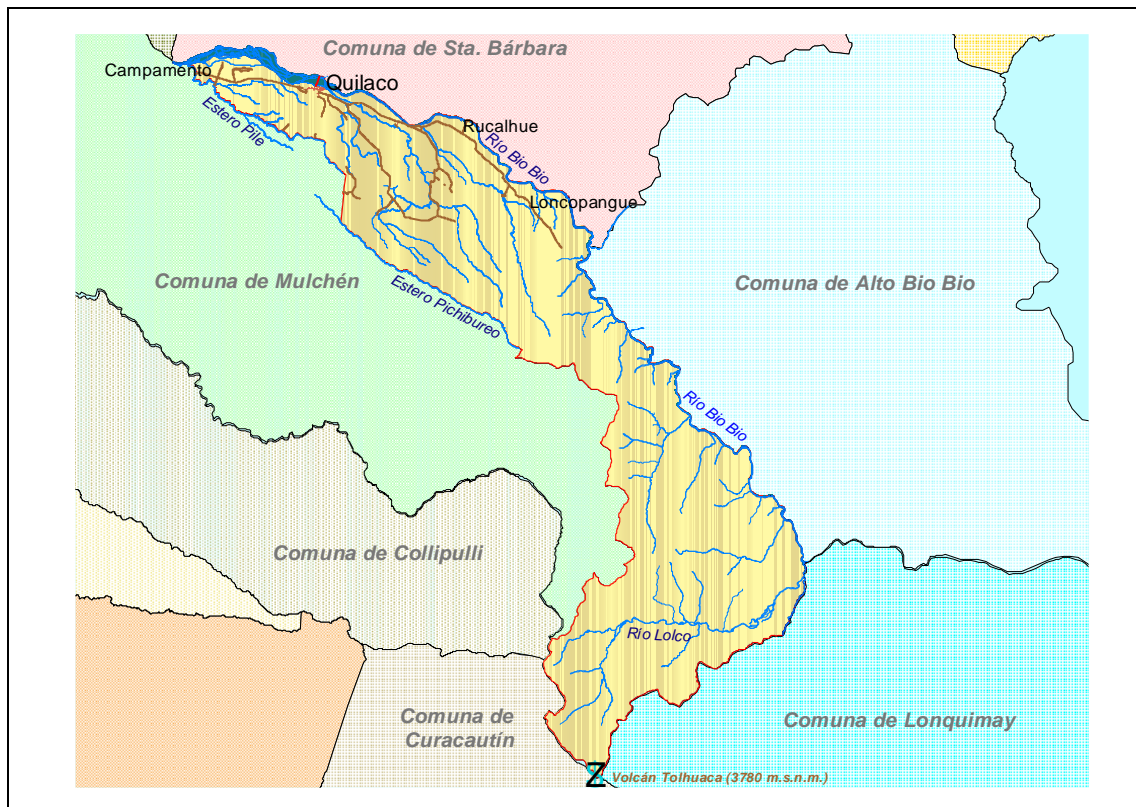 Comuna de Sta. Bárbara
Campamento
Quilaco
Estero Pile
Rucalhue
Río Bio Bio
Loncopangue
Comuna de Mulchén
Estero Pichibureo
Comuna de Alto Bio Bio
Río Bio Bio
Comuna de Collipulli
Río Lolco
Comuna de
Curacautín
Comuna de Lonquimay
Z
Volcán Tolhuaca (3780 m.s.n.m.)